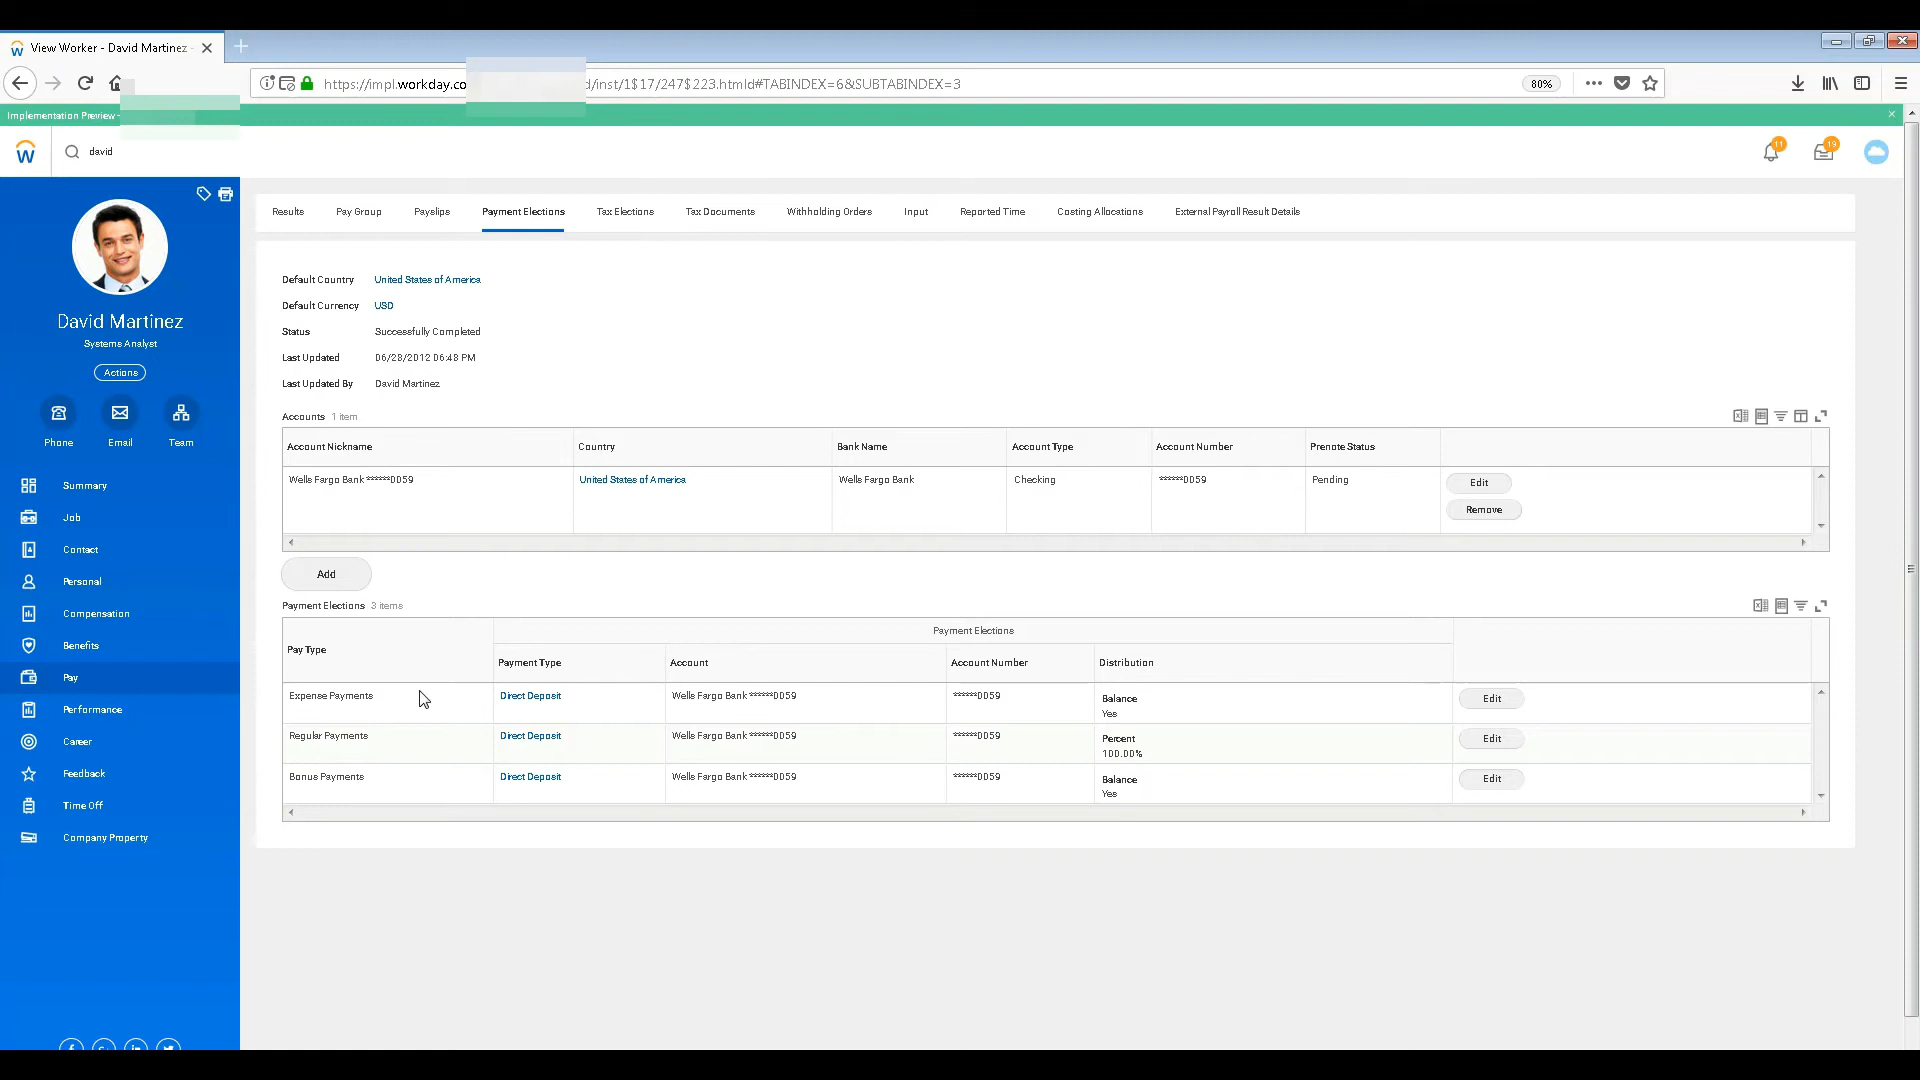 View Worker - David Martinez -
https://impl.workday.co
d/inst/1$17/247$223.htmld#TABINDEX=6&SUBTABINDEX=3
80%
Implementation Preview -
david
11
19
David Martinez
Systems Analyst
Actions
Phone
Email
Team
Summary
Job
Contact
Personal
Compensation
Benefits
Pay
Performance
Career
Feedback
Time Off
Company Property
Results
Pay Group
Payslips
Payment Elections
Tax Elections
Tax Documents
Withholding Orders
Input
Reported Time
Costing Allocations
External Payroll Result Details
Default Country United States of America
Default Currency USD
Status Successfully Completed
Last Updated 06/28/2012 06:48 PM
Last Updated By David Martinez
Accounts 1 item
Account Nickname Country Bank Name Account Type Account Number Prenote Status
Wells Fargo Bank ******0059 United States of America Wells Fargo Bank Checking ******0059 Pending Edit
Remove
Add
Payment Elections 3 items
Payment Elections
Pay Type
Payment Type Account Account Number Distribution
Expense Payments Direct Deposit Wells Fargo Bank ******0059 ******0059 Balance Edit
Yes
Regular Payments Direct Deposit Wells Fargo Bank ******0059 ******0059 Percent Edit
100.00%
Bonus Payments Direct Deposit Wells Fargo Bank ******0059 ******0059 Balance Edit
Yes